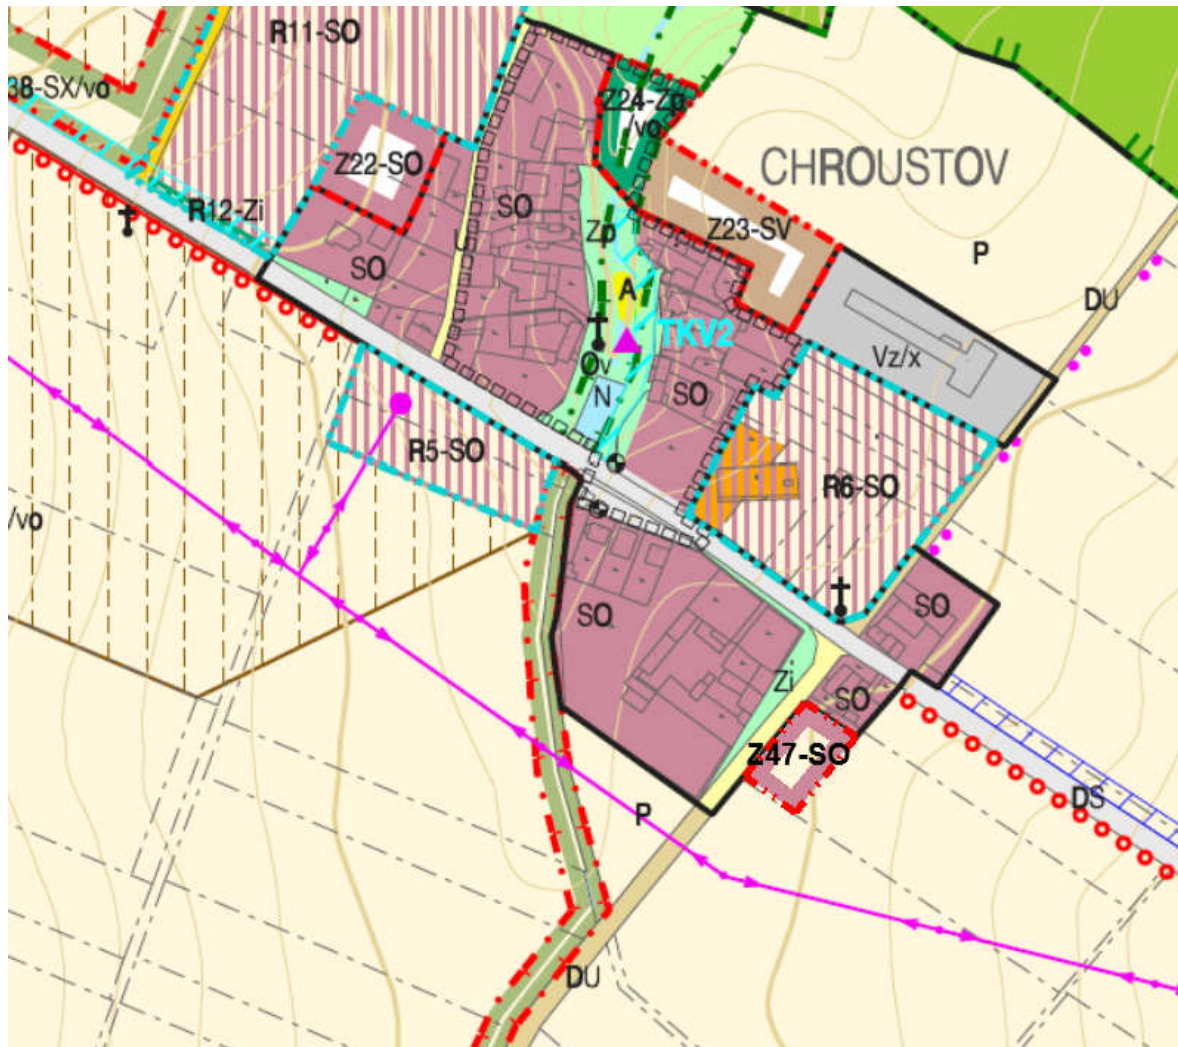 R11-SO
38-SX/vo
Z24-Zp
/vo
CHROUSTOV
Z22-SO
SO
R12-Zi
Zp
Z23-SV
P
SO
A
DU
TKV2
Vz/x
Ov
N
SO
R5-SO
R6-SO
/vo
SO
SO
Zi
SO
Z47-SO
DS
P
DU